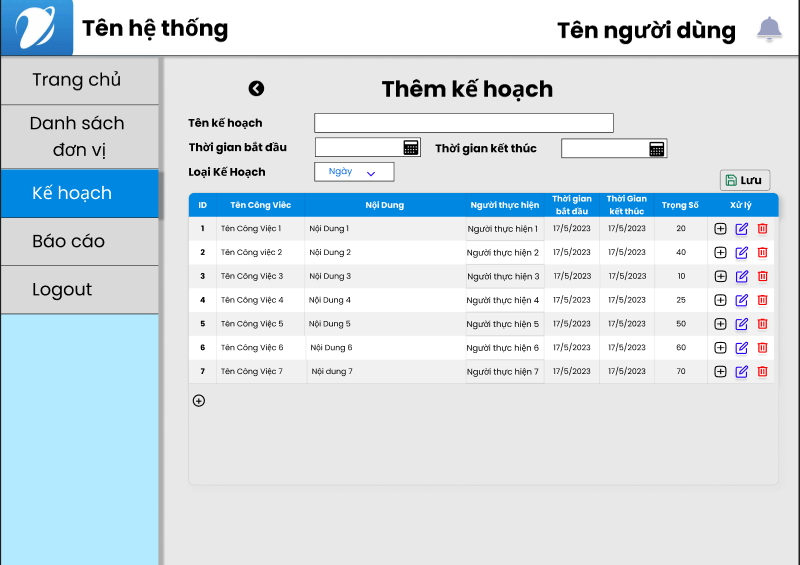 Tên hệ thống
Tên người dùng
Trang chủ
Danh sách
đơn vị
Kế hoạch
Báo cáo
Logout
Thêm kế hoạch
Tên kế hoạch
Thời gian bắt đầu
Thời gian kết thúc
Loại Kế Hoạch
Ngày
Lưu
ID Tên Công Viêc Nội Dung Người thực hiện Thời gian bắt đầu Thời Gian kết thúc Trọng Số Xử lý
1 Tên Công Việc 1 Nội Dung 1 Người thực hiện 1 17/5/2023 17/5/2023 20
2 Tên Công việc 2 Nội Dung 2 Người thực hiện 2 17/5/2023 17/5/2023 40
3 Tên Công Việc 3 Nội Dung 3 Người thực hiện 3 17/5/2023 17/5/2023 10
4 Tên Công Việc 4 Nội Dung 4 Người thực hiện 4 17/5/2023 17/5/2023 25
5 Tên Công Việc 5 Nội Dung 5 Người thực hiện 5 17/5/2023 17/5/2023 50
6 Tên Công Việc 6 Nội Dung 6 Người thực hiện 6 17/5/2023 17/5/2023 60
7 Tên Công Việc 7 Nội dung 7 Người thực hiện 7 17/5/2023 17/5/2023 70